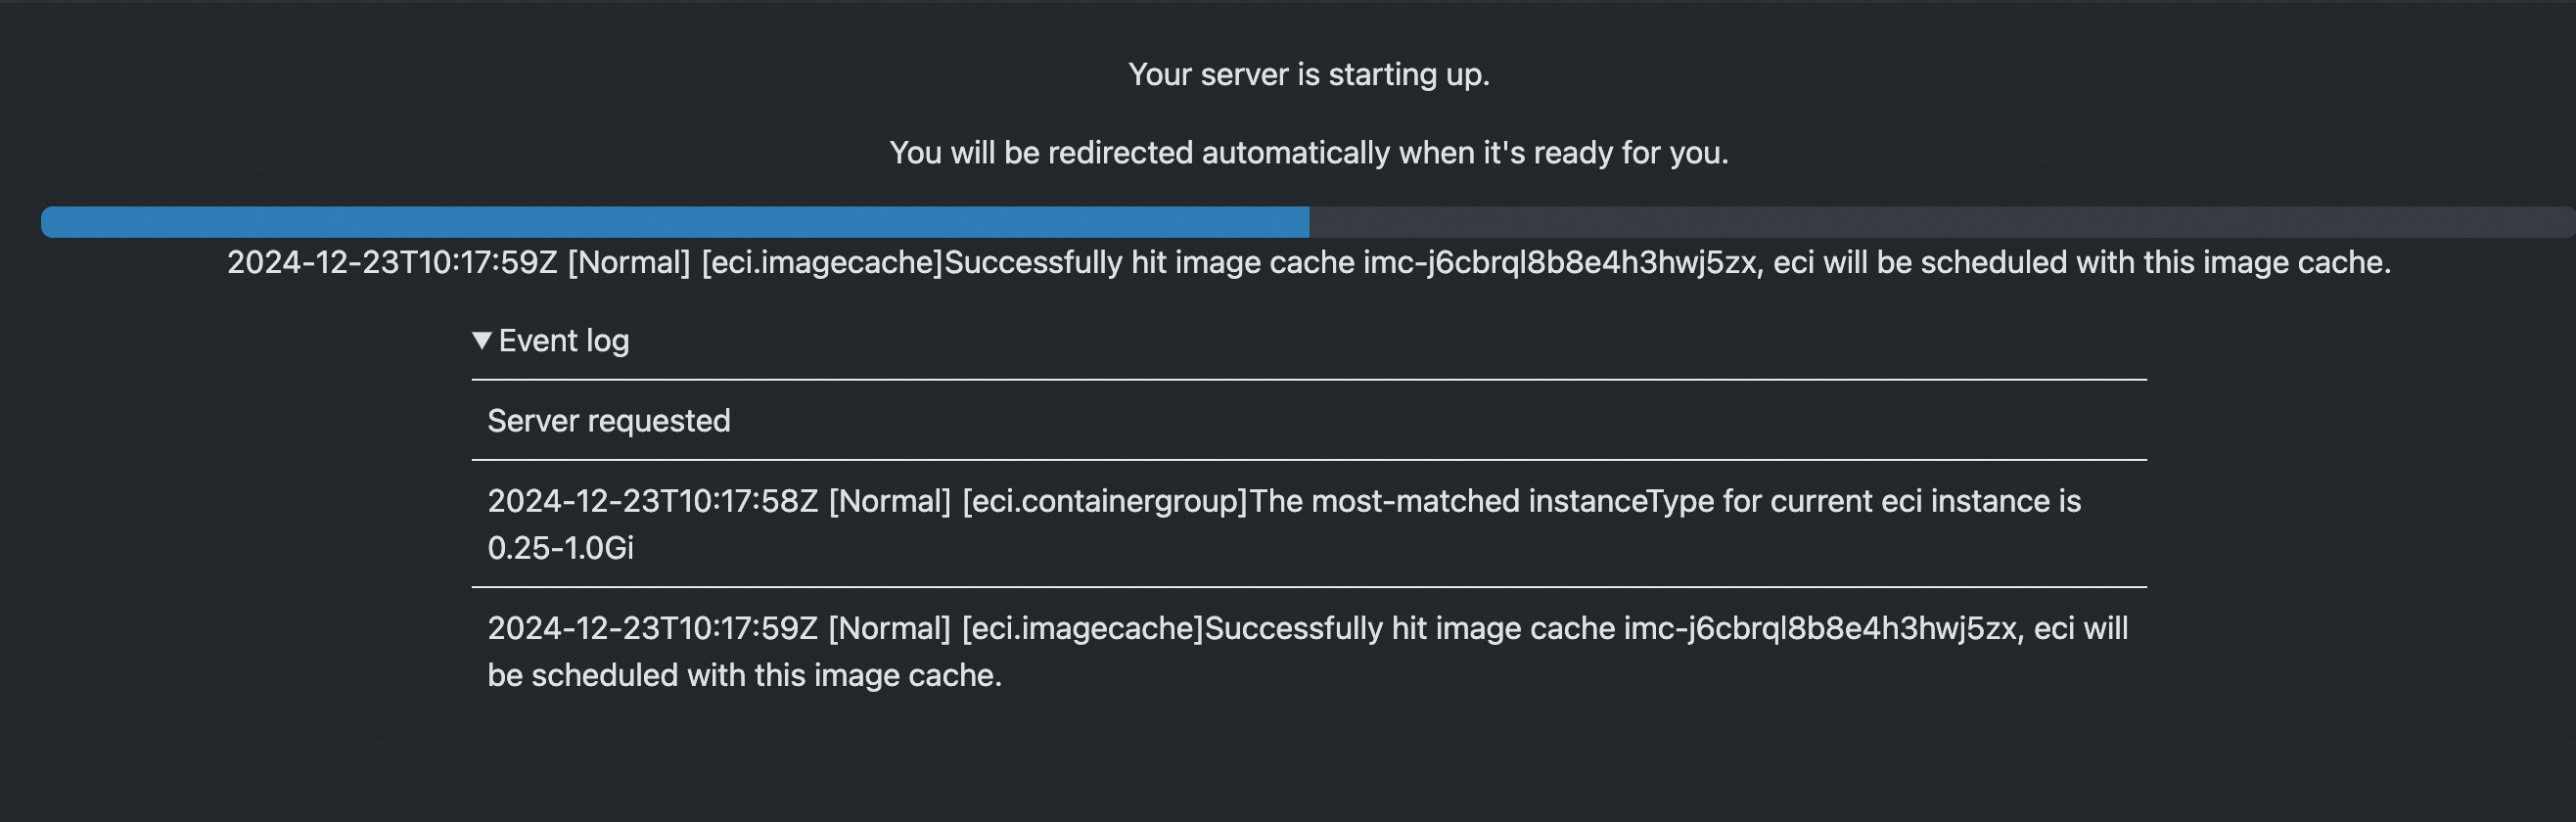 Your server is starting up.
You will be redirected automatically when it's ready for you.
2024-12-23T10:17:59Z [Normal] [eci.imagecache]Successfully hit image cache imc-j6cbrql8b8e4h3hwj5zx, eci will be scheduled with this image cache.
Event log
Server requested
2024-12-23T10:17:58Z [Normal] [eci.containergroup]The most-matched instanceType for current eci instance is
0.25-1.0Gi
2024-12-23T10:17:59Z [Normal] [eci.imagecache]Successfully hit image cache imc-j6cbrql8b8e4h3hwj5zx, eci will
be scheduled with this image cache.